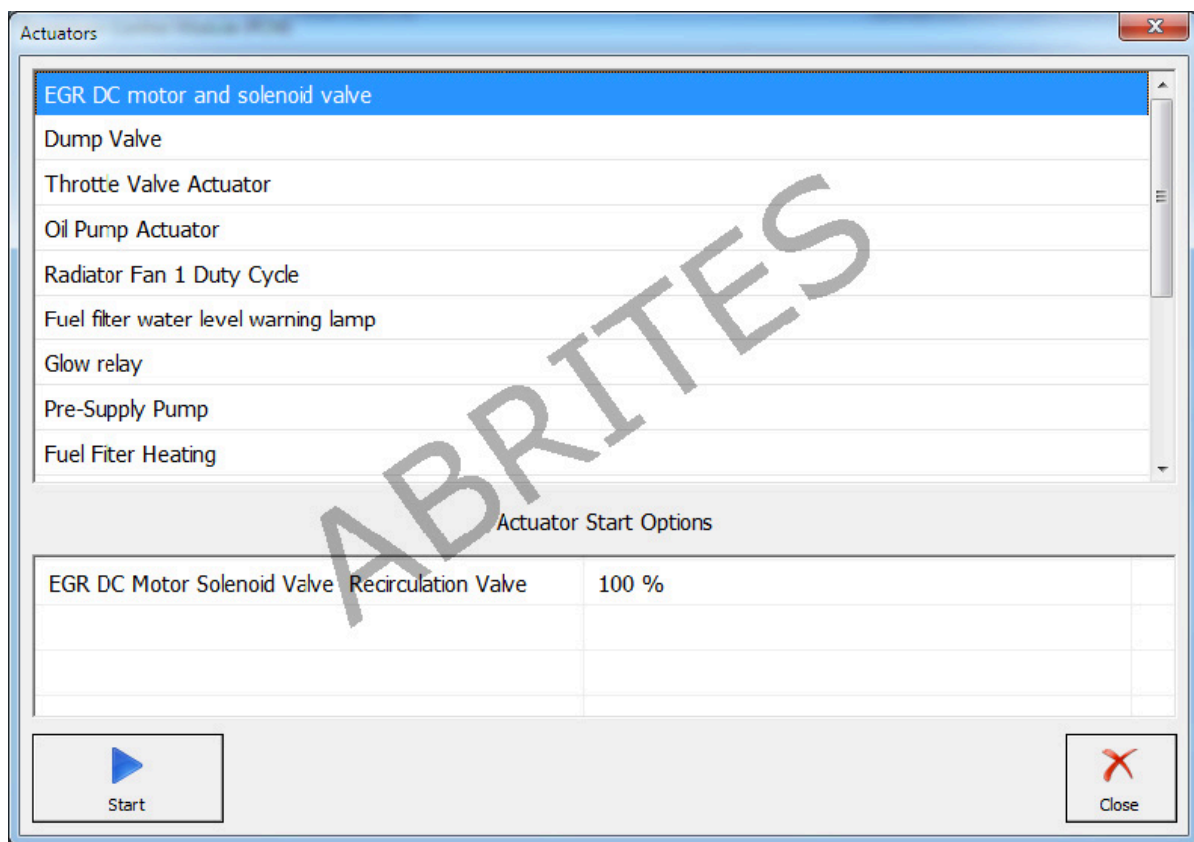 Actuators
EGR DC motor and solenoid valve
Dump Valve
Throttle Valve Actuator
Oil Pump Actuator
Radiator Fan 1 Duty Cycle
Fuel filter water level warning lamp
Glow relay
Pre-Supply Pump
Fuel Fiter Heating
ABRITES
Actuator Start Options
EGR DC Motor Solenoid Valve Recirculation Valve 100 %
Start
Close